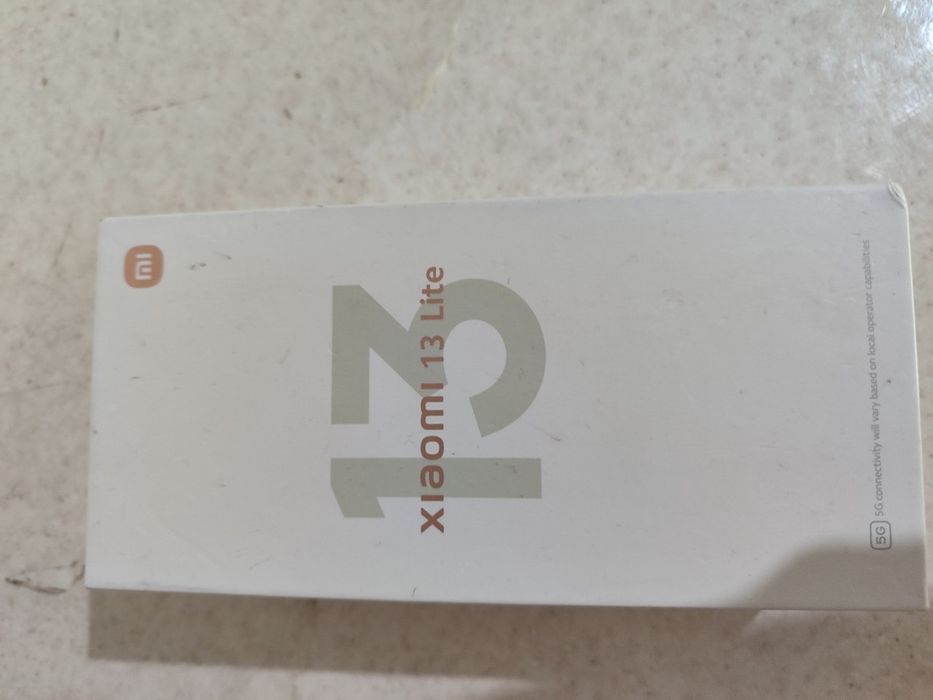 mi
13
xiaomi 13 Lite
5G 5G connectivity will vary based on local operator capabilities